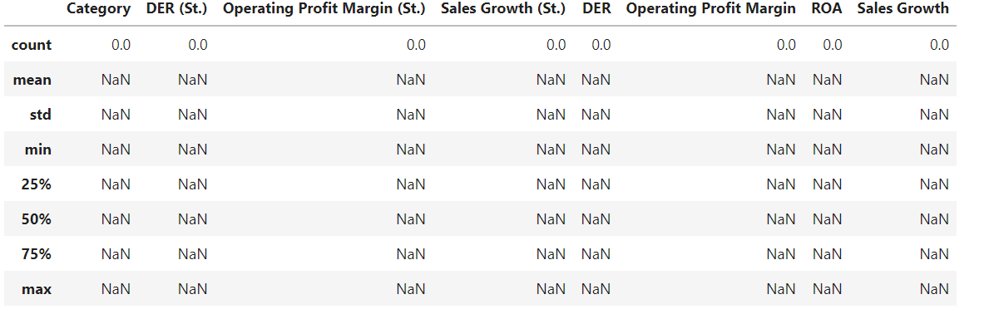 Category DER (St.) Operating Profit Margin (St.) Sales Growth (St.) DER Operating Profit Margin ROA Sales Growth
count 0.0 0.0 0.0 0.0 0.0 0.0 0.0 0.0
mean NaN NaN NaN NaN NaN NaN NaN NaN
std NaN NaN NaN NaN NaN NaN NaN NaN
min NaN NaN NaN NaN NaN NaN NaN NaN
25% NaN NaN NaN NaN NaN NaN NaN NaN
50% NaN NaN NaN NaN NaN NaN NaN NaN
75% NaN NaN NaN NaN NaN NaN NaN NaN
max NaN NaN NaN NaN NaN NaN NaN NaN